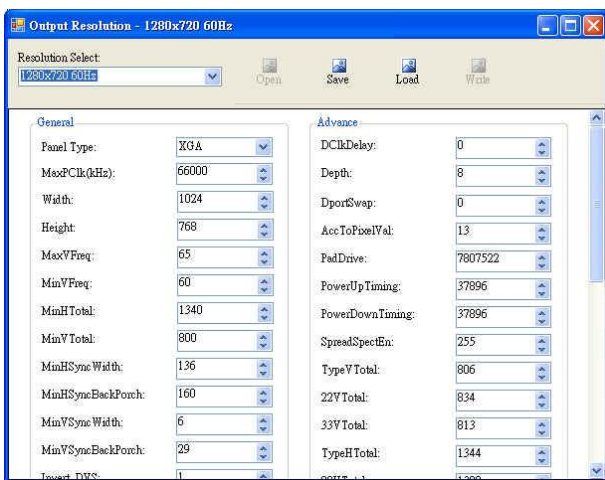 Output Resolution - 1280x720 60Hz
Resolution Select:
1280x720 60Hz
Open
Save
Load
Write
General
Panel Type: XGA
MaxPClk(kHz): 66000
Width: 1024
Height: 768
MaxVFreq: 65
MinVFreq: 60
MinHTotal: 1340
MinVTotal: 800
MinHSyncWidth: 136
MinHSyncBackPorch: 160
MinVSyncWidth: 6
MinVSyncBackPorch: 29
Invert_DVS: 1
Advance
DClkDelay: 0
Depth: 8
DportSwap: 0
AccToPixelVal: 13
PadDrive: 7807522
PowerUpTiming: 37896
PowerDownTiming: 37896
SpreadSpectEn: 255
TypeVTotal: 806
22VTotal: 834
33VTotal: 813
TypeHTotal: 1344